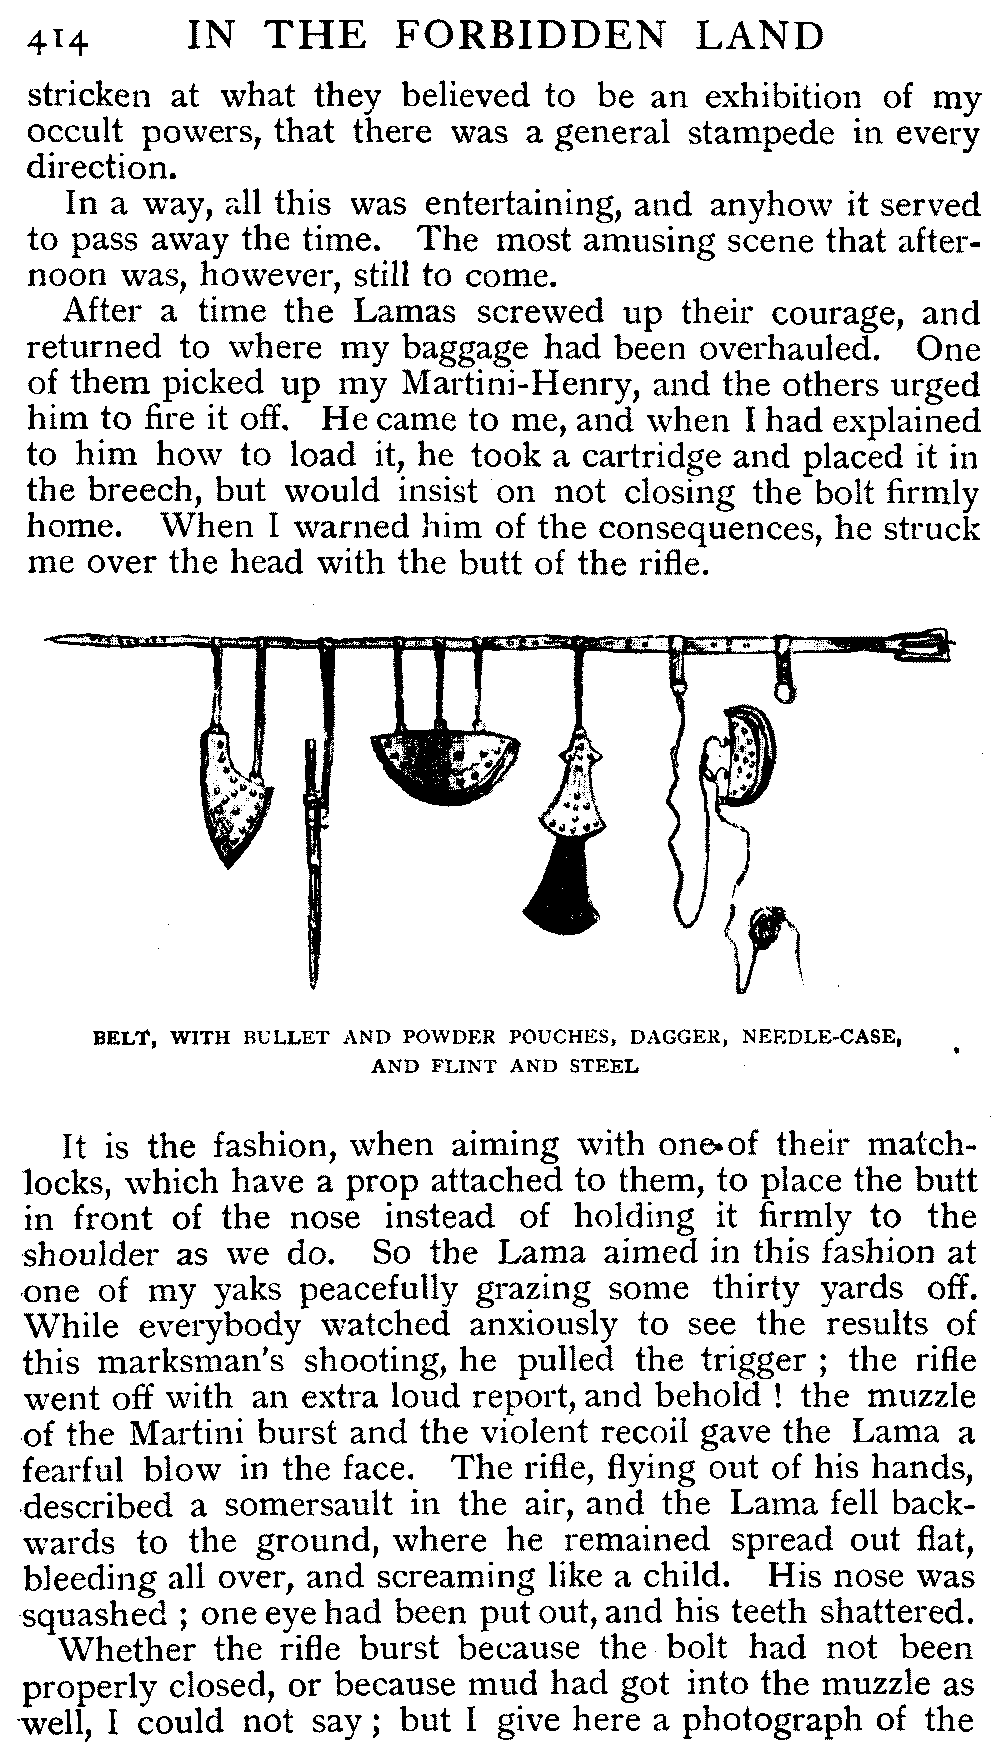 414 IN THE FORBIDDEN LAND
stricken at what they believed to be an exhibition of my
occult powers, that there was a general stampede in every
direction.
In a way, all this was entertaining, and anyhow it served
to pass away the time. The most amusing scene that after-
noon was, however, still to come.
After a time the Lamas screwed up their courage, and
returned to where my baggage had been overhauled. One
of them picked up my Martini-Henry, and the others urged
him to fire it off. He came to me, and when I had explained
to him how to load it, he took a cartridge and placed it in
the breech, but would insist on not closing the bolt firmly
home. When I warned him of the consequences, he struck
me over the head with the butt of the rifle.
BELT, WITH BULLET AND POWDER POUCHES, DAGGER, NEEDLE-CASE,
AND FLINT AND STEEL
It is the fashion, when aiming with one of their match-
locks, which have a prop attached to them, to place the butt
in front of the nose instead of holding it firmly to the
shoulder as we do. So the Lama aimed in this fashion at
one of my yaks peacefully grazing some thirty yards off.
While everybody watched anxiously to see the results of
this marksman's shooting, he pulled the trigger ; the rifle
went off with an extra loud report, and behold ! the muzzle
of the Martini burst and the violent recoil gave the Lama a
fearful blow in the face. The rifle, flying out of his hands,
described a somersault in the air, and the Lama fell back-
wards to the ground, where he remained spread out flat,
bleeding all over, and screaming like a child. His nose was
squashed ; one eye had been put out, and his teeth shattered.
Whether the rifle burst because the bolt had not been
properly closed, or because mud had got into the muzzle as
well, I could not say ; but I give here a photograph of the